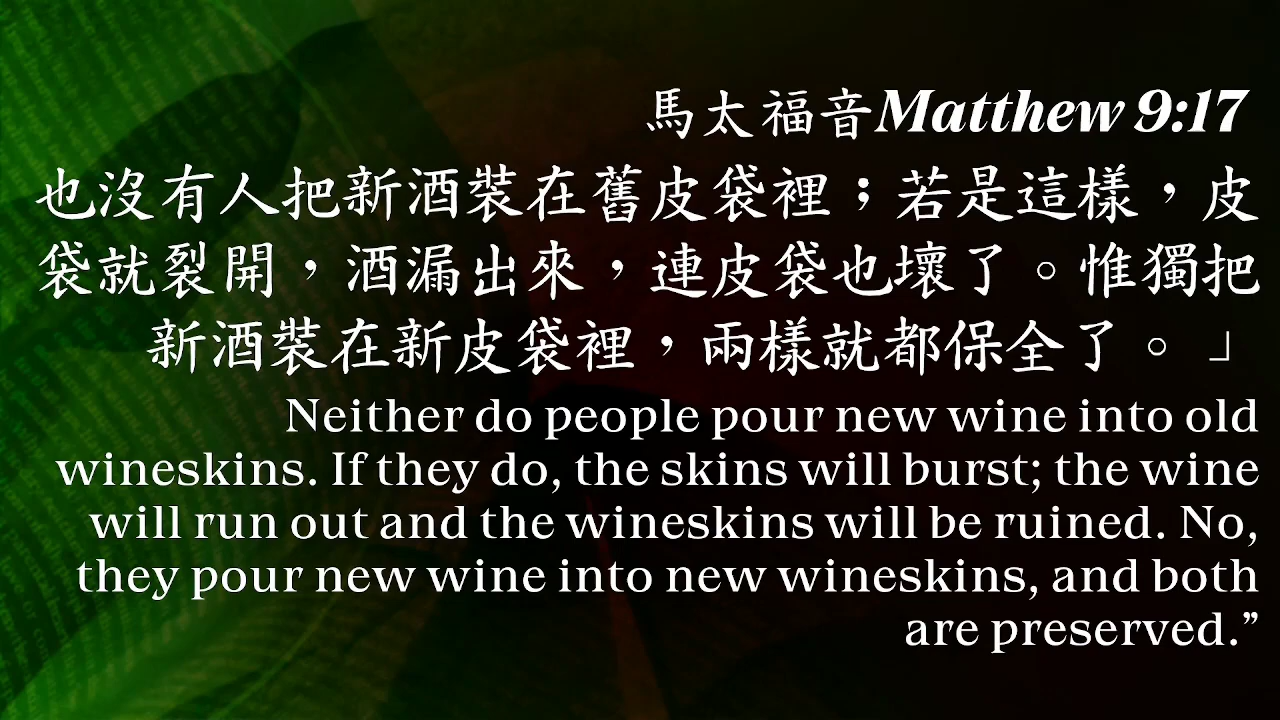 馬太福音Matthew 9:17
也沒有人把新酒裝在舊皮袋裡；若是這樣，皮
袋就裂開，酒漏出來，連皮袋也壞了。惟獨把
新酒裝在新皮袋裡，兩樣就都保全了。」
Neither do people pour new wine into old
wineskins. If they do, the skins will burst; the wine
will run out and the wineskins will be ruined. No,
they pour new wine into new wineskins, and both
are preserved.”